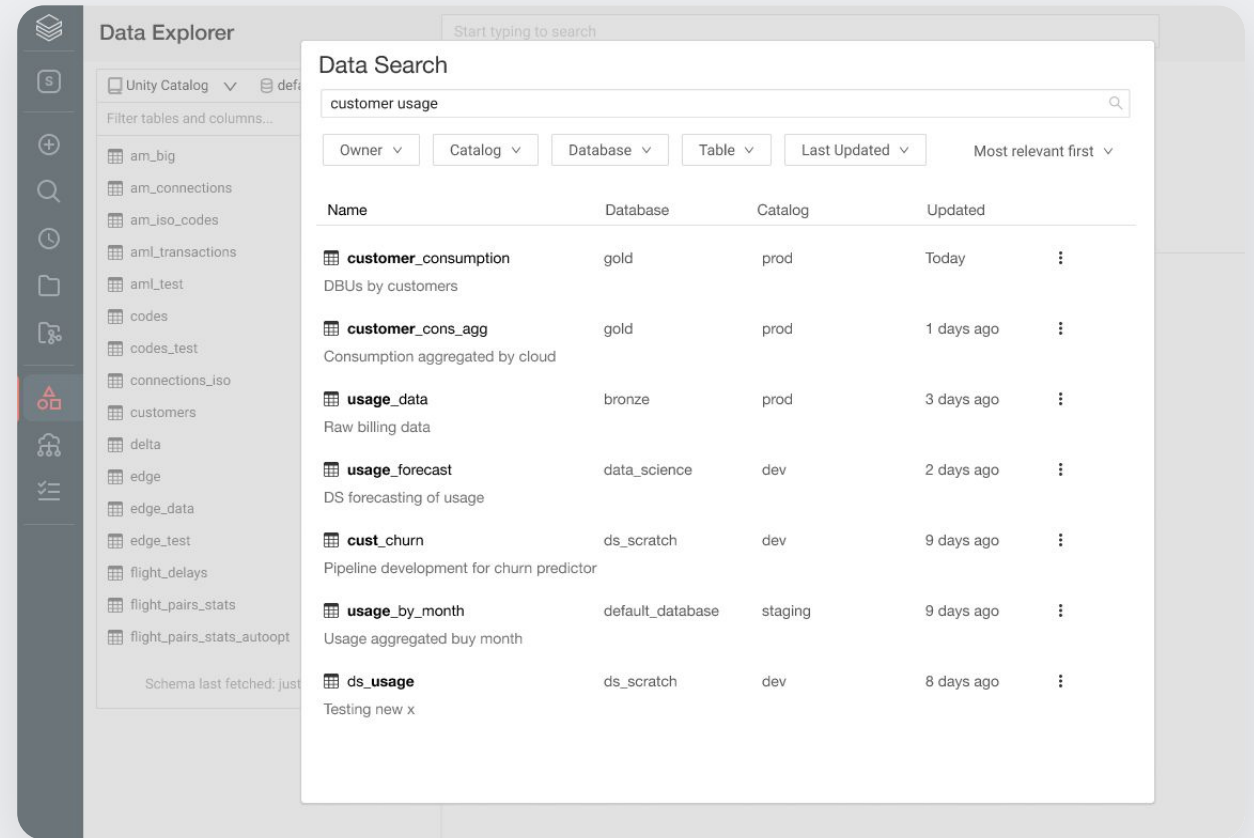 Data Explorer
Start typing to search
S
Unity Catalog
Filter tables and columns...
am_big
am_connections
am_iso_codes
aml_transactions
aml_test
codes
codes_test
connections_iso
customers
delta
edge
edge_data
edge_test
flight_delays
flight_pairs_stats
flight_pairs_stats_autoopt
Schema last fetched: just
Data Search
customer usage
Owner Catalog Database Table Last Updated Most relevant first
Name Database Catalog Updated
customer_consumption gold prod Today
DBUs by customers
customer_cons_agg gold prod 1 days ago
Consumption aggregated by cloud
usage_data bronze prod 3 days ago
Raw billing data
usage_forecast data_science dev 2 days ago
DS forecasting of usage
cust_churn ds_scratch dev 9 days ago
Pipeline development for churn predictor
usage_by_month default_database staging 9 days ago
Usage aggregated buy month
ds_usage ds_scratch dev 8 days ago
Testing new x